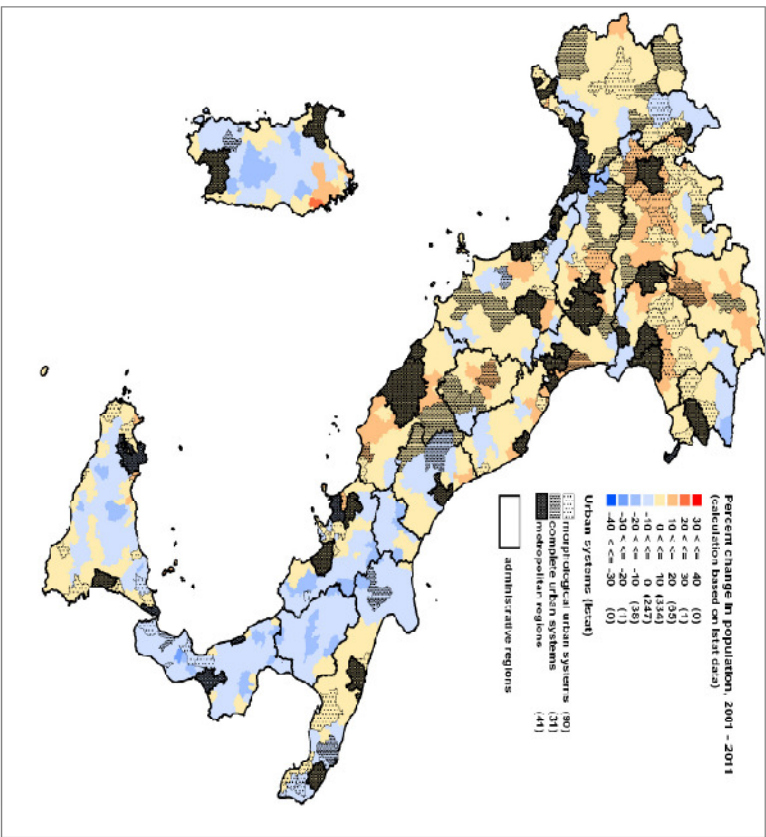 Percent change in population, 2001 - 2011
(calculation based on Istat data)
30 < <= 40 (0)
20 < <= 30 (1)
10 < <= 20 (65)
0 < <= 10 (334)
-10 < <= 0 (247)
-20 < <= -10 (38)
-30 < <= -20 (1)
-40 < <= -30 (0)
Urban systems (Istat)
morphological urban systems (90)
complete urban systems (31)
metropolitan regions (41)
administrative regions